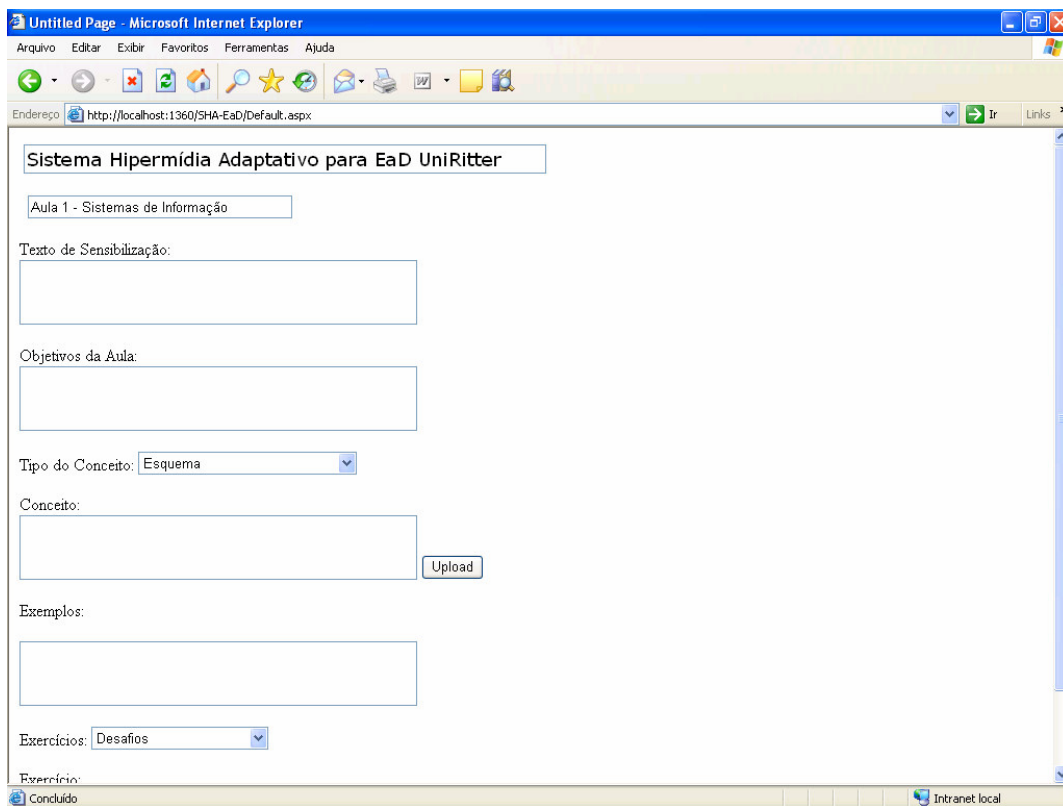 Untitled Page - Microsoft Internet Explorer
Arquivo Editar Exibir Favoritos Ferramentas Ajuda
Endereço http://localhost:1360/SHA-EaD/Default.aspx Ir Links
Sistema Hipermídia Adaptativo para EaD UniRitter
Aula 1 - Sistemas de Informação
Texto de Sensibilização:
Objetivos da Aula:
Tipo do Conceito: Esquema
Conceito:
Upload
Exemplos:
Exercícios: Desafios
Exercício:
Concluído Intranet local